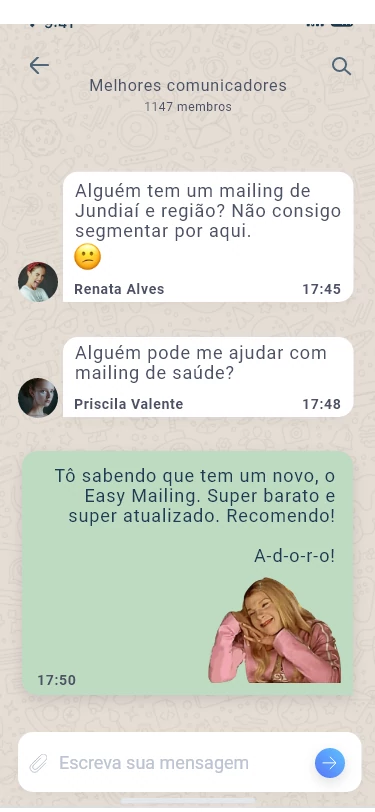 Melhores comunicadores
1147 membros
Alguém tem um mailing de
Jundiaí e região? Não consigo
segmentar por aqui.
Renata Alves 17:45
Alguém pode me ajudar com
mailing de saúde?
Priscila Valente 17:48
Tô sabendo que tem um novo, o
Easy Mailing. Super barato e
super atualizado. Recomendo!
A-d-o-r-o!
17:50
Escreva sua mensagem